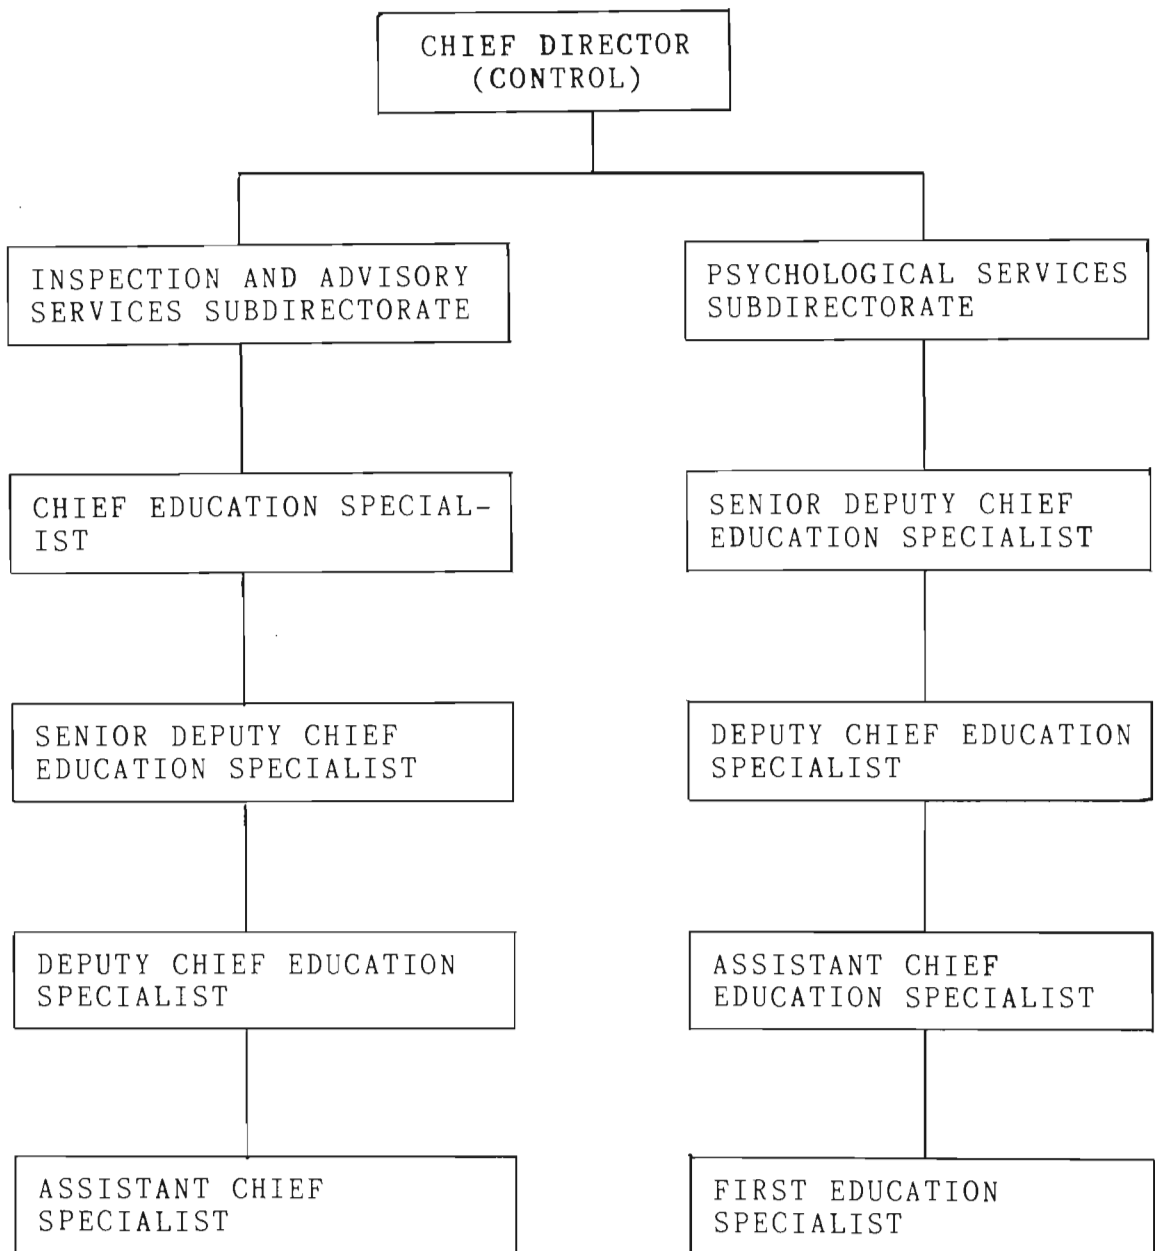 CHIEF DIRECTOR
(CONTROL)
INSPECTION AND ADVISORY
SERVICES SUBDIRECTORATE
PSYCHOLOGICAL SERVICES
SUBDIRECTORATE
CHIEF EDUCATION SPECIAL-
IST
SENIOR DEPUTY CHIEF
EDUCATION SPECIALIST
SENIOR DEPUTY CHIEF
EDUCATION SPECIALIST
DEPUTY CHIEF EDUCATION
SPECIALIST
DEPUTY CHIEF EDUCATION
SPECIALIST
ASSISTANT CHIEF
EDUCATION SPECIALIST
ASSISTANT CHIEF
SPECIALIST
FIRST EDUCATION
SPECIALIST